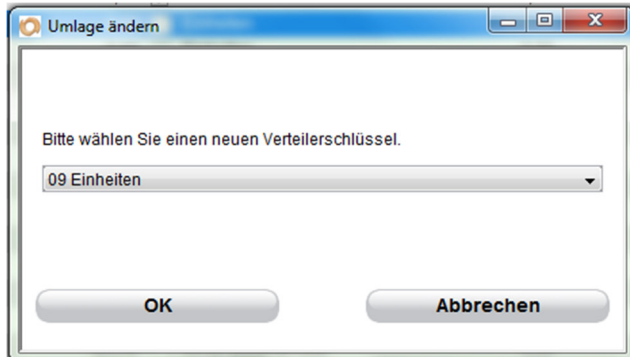 Umlage ändern
Bitte wählen Sie einen neuen Verteilerschlüssel.
09 Einheiten
OK
Abbrechen